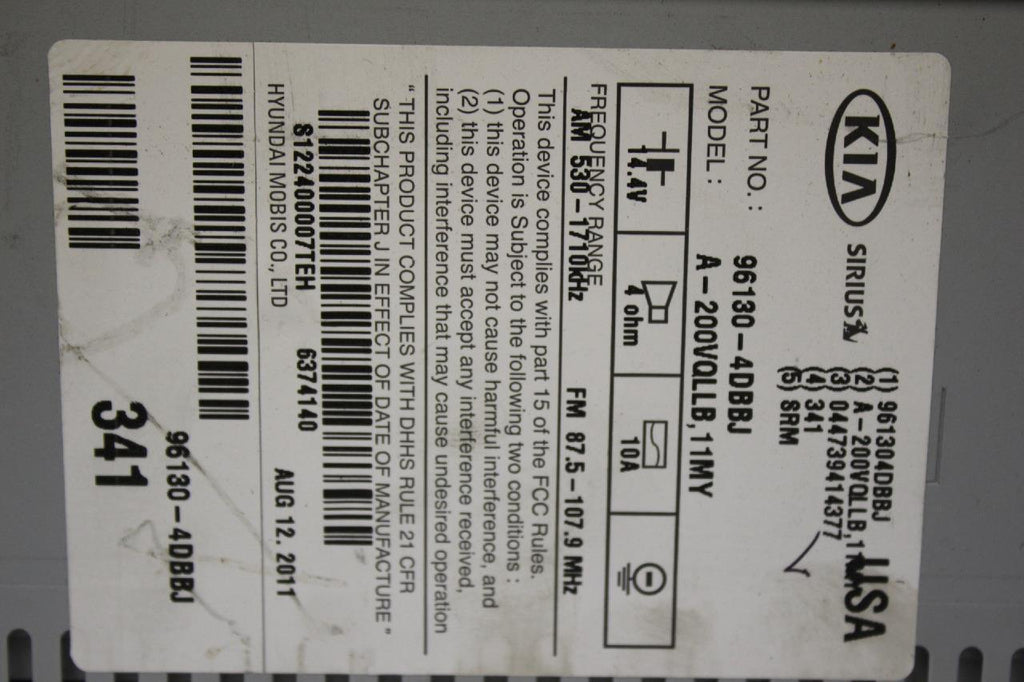 KIA SIRIUS
(1) 961304DBBJ
(2) A-200VQLLB,11
(3) 044739414377
(4) 341
(5) SRM
USA
PART NO. : 96130-4DBBJ
MODEL : A-200VQLLB,11MY
14.4V 4 ohm 10A
FREQUENCY RANGE
AM 530-1710kHz FM 87.5-107.9 MHz
This device complies with part 15 of the FCC Rules.
Operation is Subject to the following two conditions :
(1) this device may not cause harmful interference, and
(2) this device must accept any interference received,
including interference that may cause undesired operation
" THIS PRODUCT COMPLIES WITH DHHS RULE 21 CFR
SUBCHAPTER J IN EFFECT OF DATE OF MANUFACTURE "
S12240007TEH 6374140
HYUNDAI MOBIS CO., LTD AUG 12. 2011
96130-4DBBJ
341